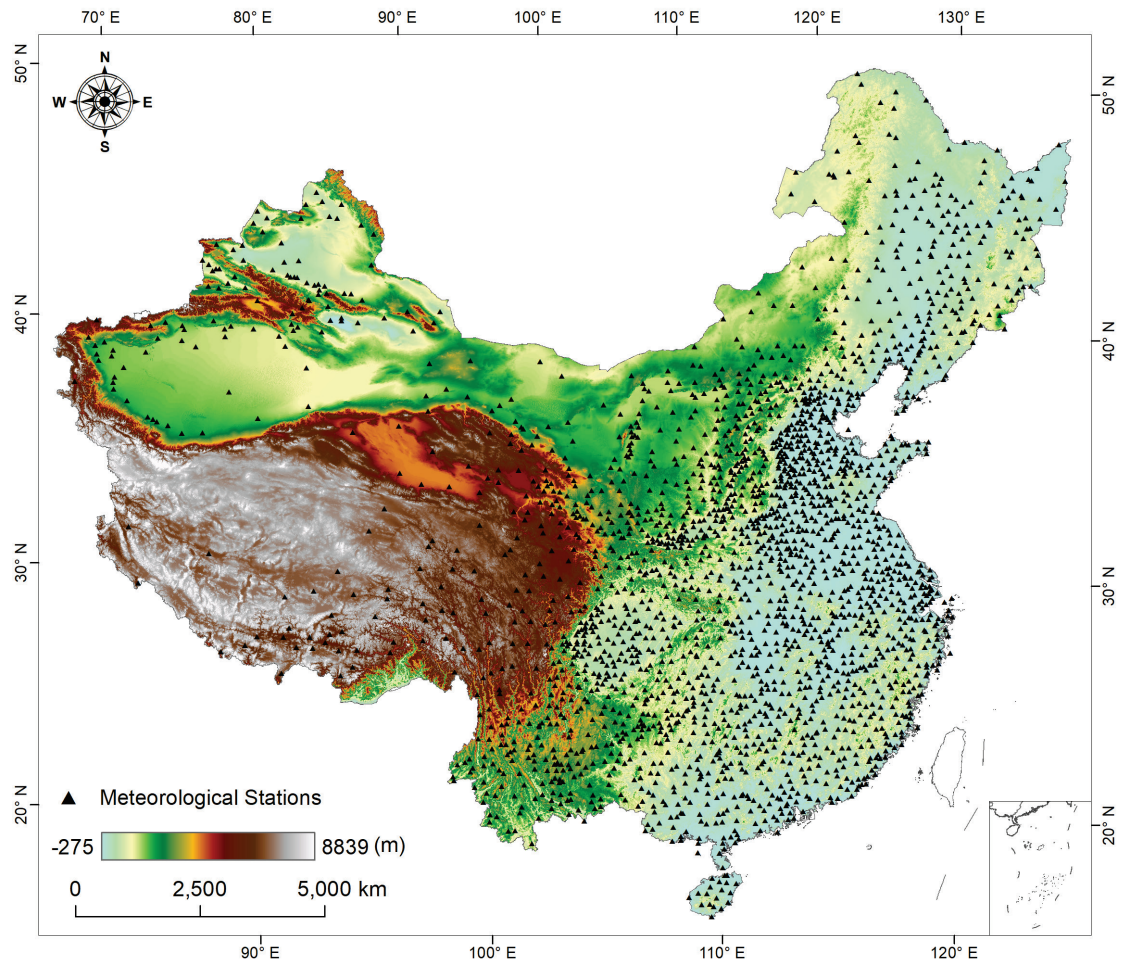 70° E 80° E 90° E 100° E 110° E 120° E 130° E
50° N
50° N
N
W E
S
40° N
40° N
30° N
30° N
20° N
20° N
Meteorological Stations
-275 8839 (m)
0 2,500 5,000 km
90° E 100° E 110° E 120° E